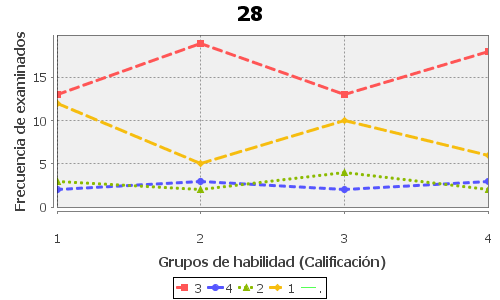 28
Frecuencia de examinados
15
10
5
0
1 2 3 4
Grupos de habilidad (Calificación)
3 4 2 1 .